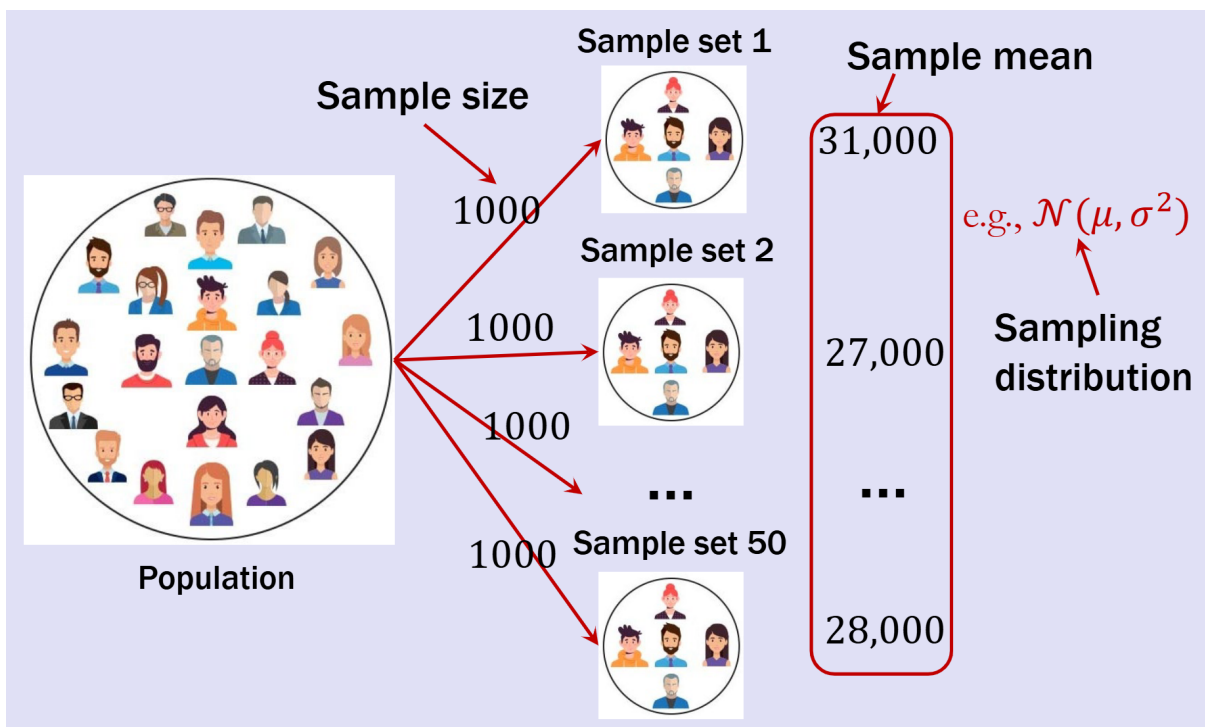 Sample set 1
Sample mean
Sample size
31,000
1000
e.g., 𝒩(μ, σ²)
Sample set 2
1000
27,000
Sampling
distribution
1000
...
...
1000
Sample set 50
Population
28,000